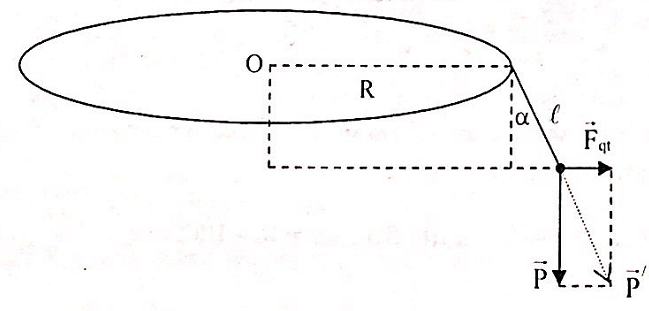 O
R
α ℓ
F⃗qt
P⃗ P⃗′